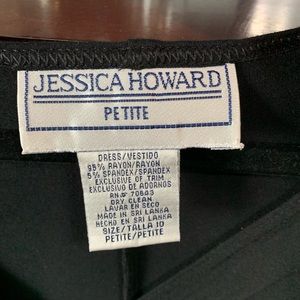 JESSICA HOWARD
PETITE
DRESS/VESTIDO
95% RAYON/RAYON
5% SPANDEX/SPANDEX
EXCLUSIVE OF TRIM
EXCLUSIVO DE ADORNOS
RN# 70843
DRY CLEAN
LAVAR EN SECO
MADE IN SRI LANKA
HECHO EN SRI LANKA
SIZE/TALLA 10
PETITE/PETITE